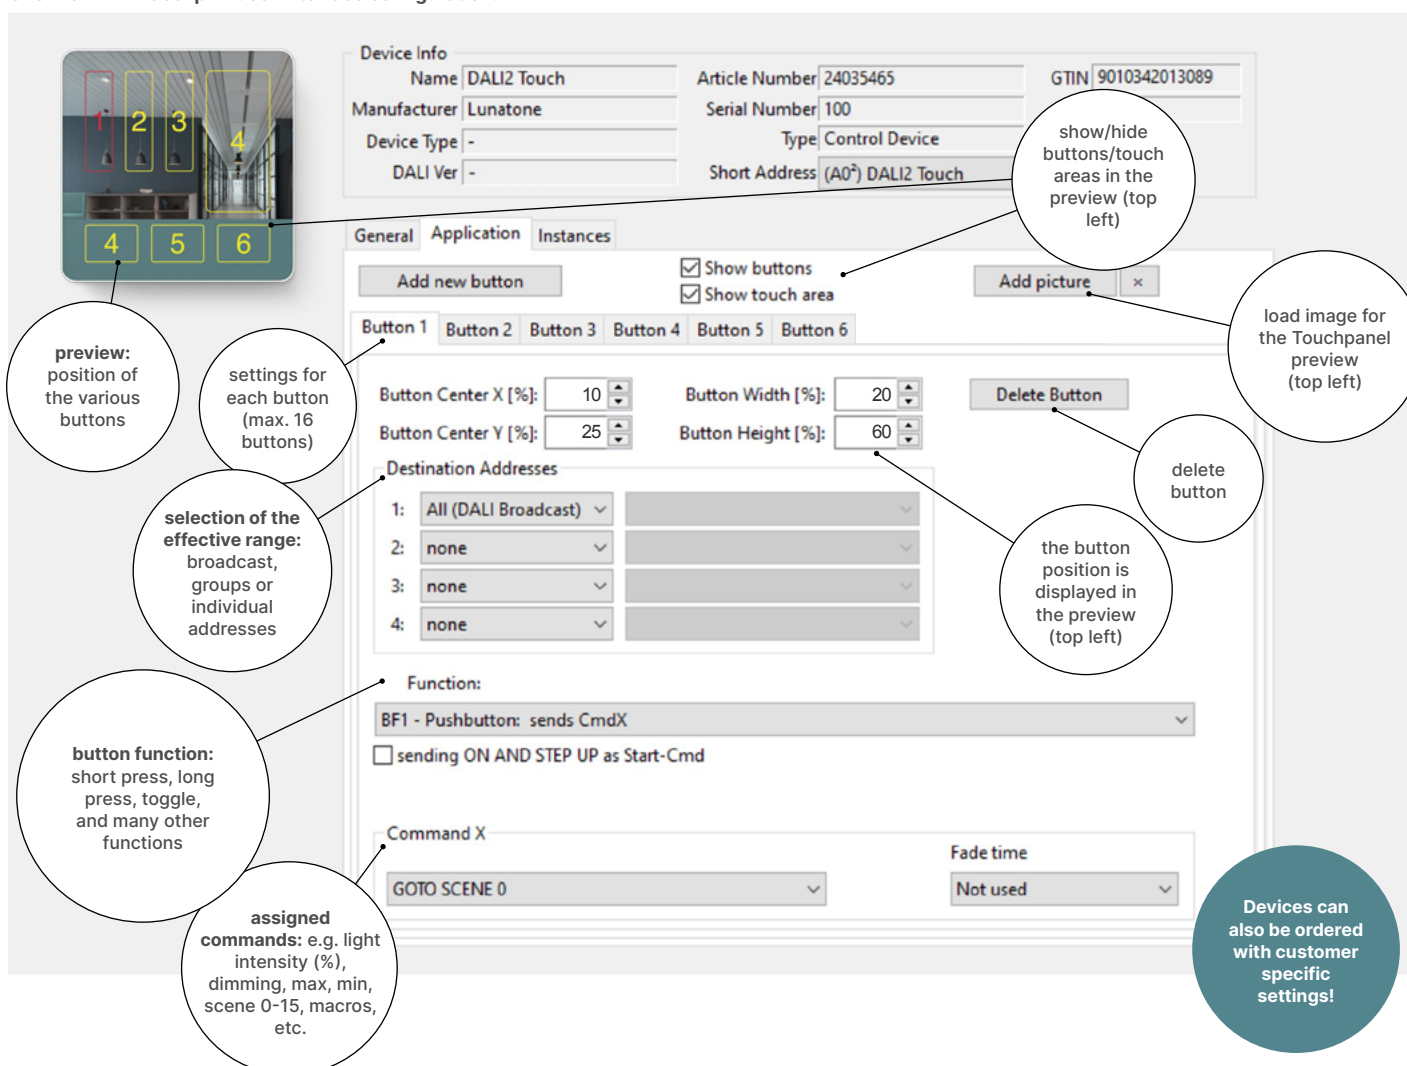 Device Info
Name DALI2 Touch
Article Number 24035465
GTIN 9010342013089
Manufacturer Lunatone
Serial Number 100
Device Type -
Type Control Device
DALI Ver -
Short Address (A0²) DALI2 Touch
1
2
3
4
4
5
6
show/hide
buttons/touch
areas in the
preview (top
left)
General Application Instances
Add new button
Show buttons
Show touch area
Add picture ×
Button 1 Button 2 Button 3 Button 4 Button 5 Button 6
load image for
the Touchpanel
preview
(top left)
preview:
position of
the various
buttons
settings for
each button
(max. 16
buttons)
Button Center X [%]: 10
Button Width [%]: 20
Delete Button
Button Center Y [%]: 25
Button Height [%]: 60
delete
button
Destination Addresses
1: All (DALI Broadcast)
2: none
3: none
4: none
selection of the
effective range:
broadcast,
groups or
individual
addresses
the button
position is
displayed in
the preview
(top left)
Function:
BF1 - Pushbutton: sends CmdX
sending ON AND STEP UP as Start-Cmd
button function:
short press, long
press, toggle,
and many other
functions
Command X
Fade time
GOTO SCENE 0
Not used
assigned
commands: e.g. light
intensity (%),
dimming, max, min,
scene 0-15, macros,
etc.
Devices can
also be ordered
with customer
specific
settings!